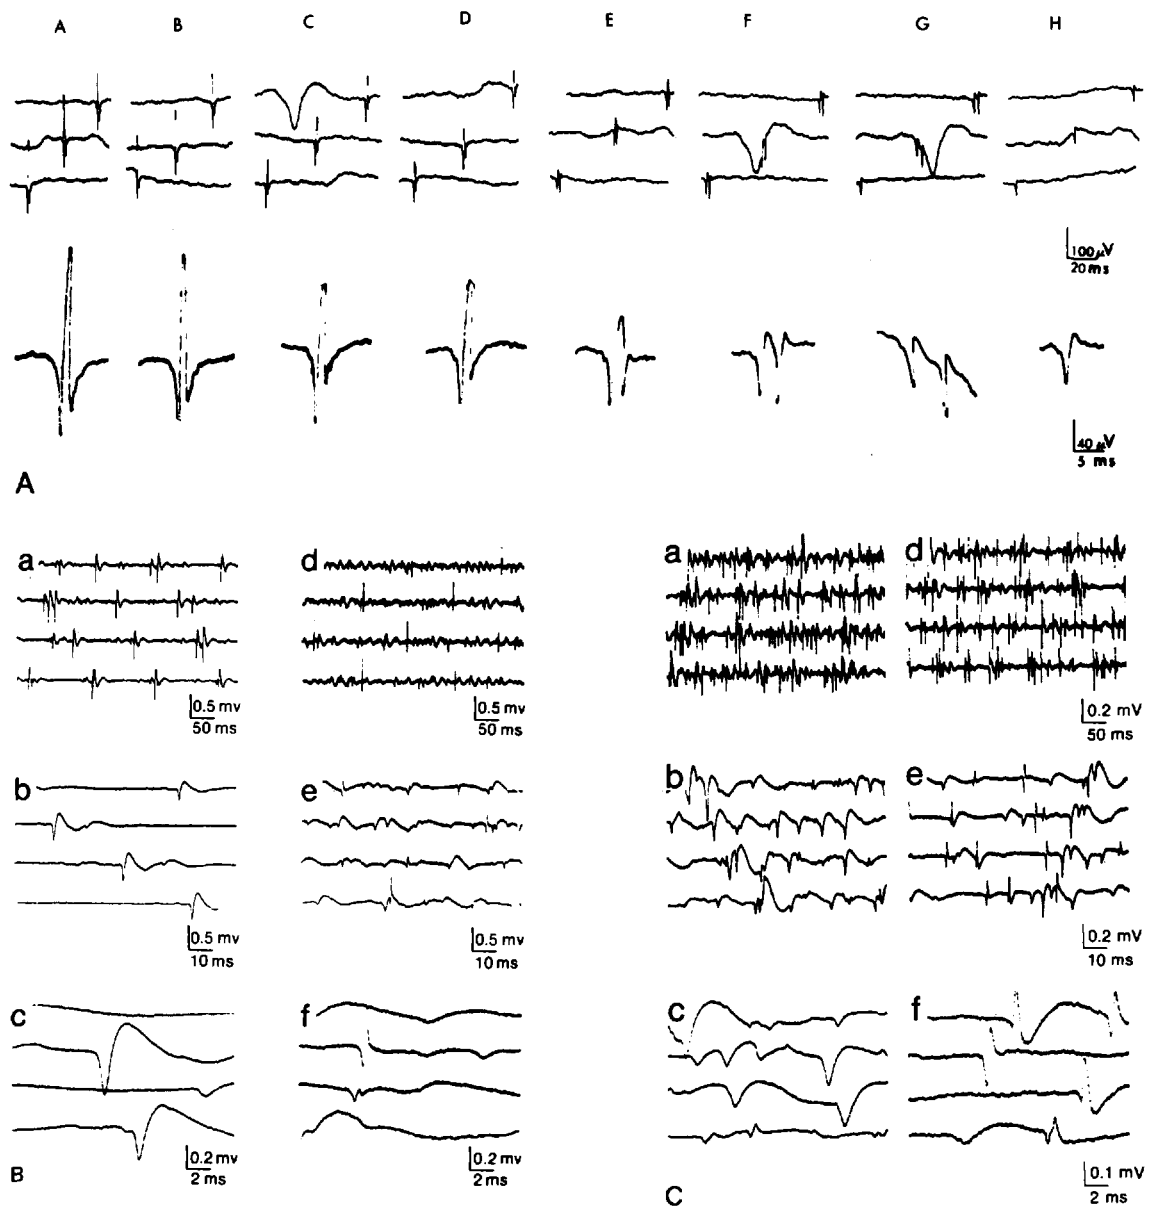 A B C D E F G H
100 μV
20 ms
40 μV
5 ms
A
a d a d
0.5 mv 0.5 mv 0.2 mV
50 ms 50 ms 50 ms
b e b e
0.5 mv 0.5 mv 0.2 mV
10 ms 10 ms 10 ms
c f c f
0.2 mv 0.2 mv 0.1 mV
2 ms 2 ms 2 ms
B C